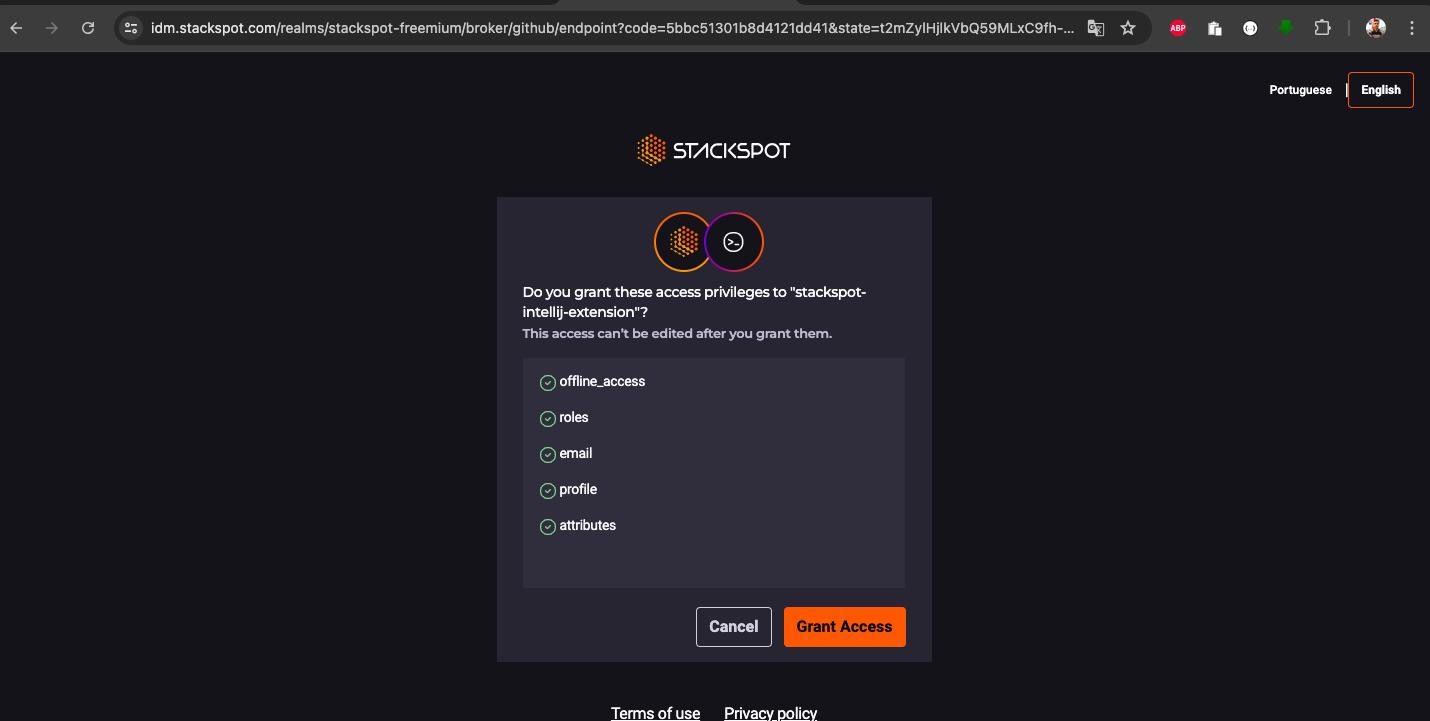 idm.stackspot.com/realms/stackspot-freemium/broker/github/endpoint?code=5bbc51301b8d4121dd41&state=t2mZylHjlkVbQ59MLxC9fh-...
ABP
Portuguese | English
STACKSPOT
Do you grant these access privileges to "stackspot-
intellij-extension"?
This access can't be edited after you grant them.
offline_access
roles
email
profile
attributes
Cancel Grant Access
Terms of use Privacy policy